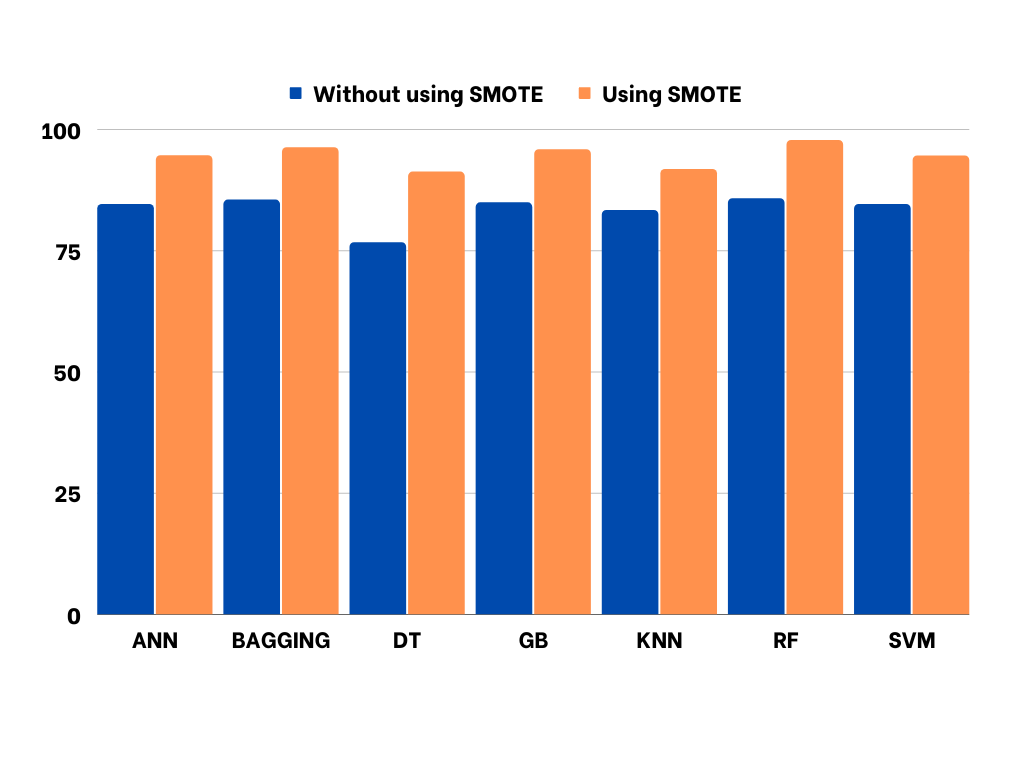 Without using SMOTE Using SMOTE
100
75
50
25
0
ANN BAGGING DT GB KNN RF SVM